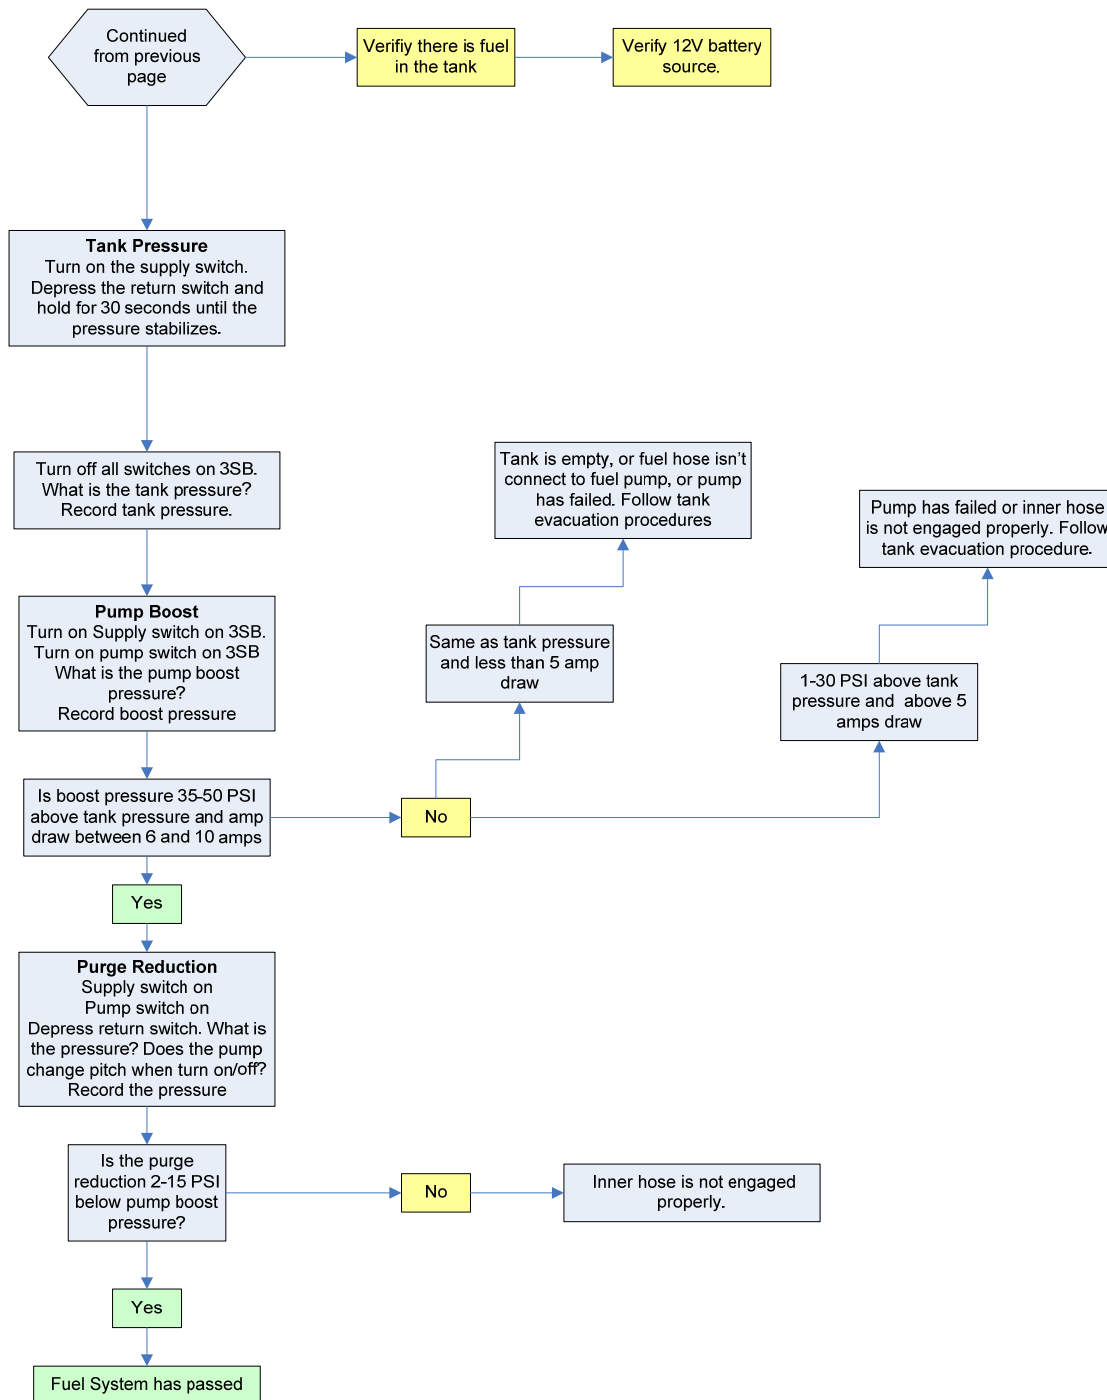 Continued
from previous
page
Verifiy there is fuel
in the tank
Verify 12V battery
source.
Tank Pressure
Turn on the supply switch.
Depress the return switch and
hold for 30 seconds until the
pressure stabilizes.
Turn off all switches on 3SB.
What is the tank pressure?
Record tank pressure.
Tank is empty, or fuel hose isn't
connect to fuel pump, or pump
has failed. Follow tank
evacuation procedures
Pump has failed or inner hose
is not engaged properly. Follow
tank evacuation procedure.
Pump Boost
Turn on Supply switch on 3SB.
Turn on pump switch on 3SB
What is the pump boost
pressure?
Record boost pressure
Same as tank pressure
and less than 5 amp
draw
1-30 PSI above tank
pressure and  above 5
amps draw
Is boost pressure 35-50 PSI
above tank pressure and amp
draw between 6 and 10 amps
No
Yes
Purge Reduction
Supply switch on
Pump switch on
Depress return switch. What is
the pressure? Does the pump
change pitch when turn on/off?
Record the pressure
Is the purge
reduction 2-15 PSI
below pump boost
pressure?
No
Inner hose is not engaged
properly.
Yes
Fuel System has passed